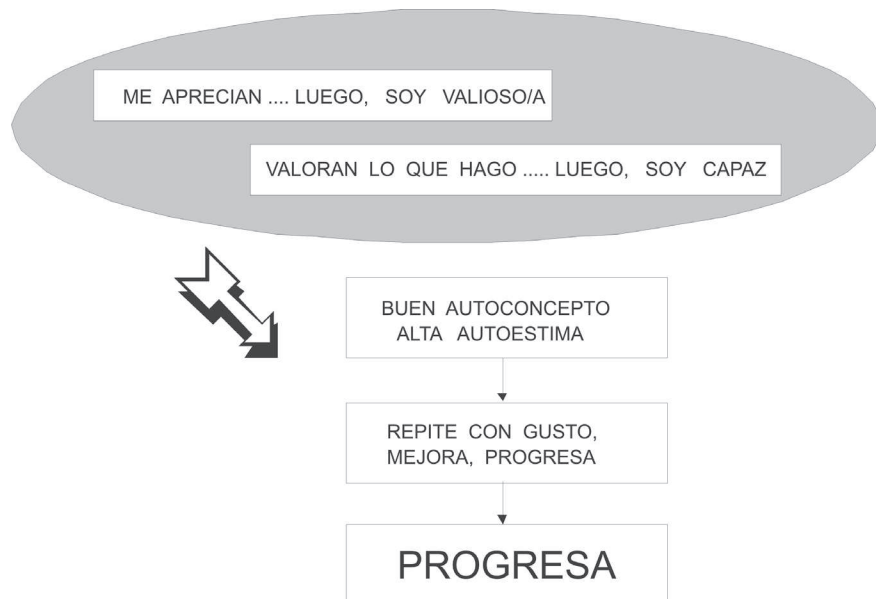 ME APRECIAN .... LUEGO, SOY VALIOSO/A
VALORAN LO QUE HAGO ..... LUEGO, SOY CAPAZ
BUEN AUTOCONCEPTO
ALTA AUTOESTIMA
REPITE CON GUSTO,
MEJORA, PROGRESA
PROGRESA